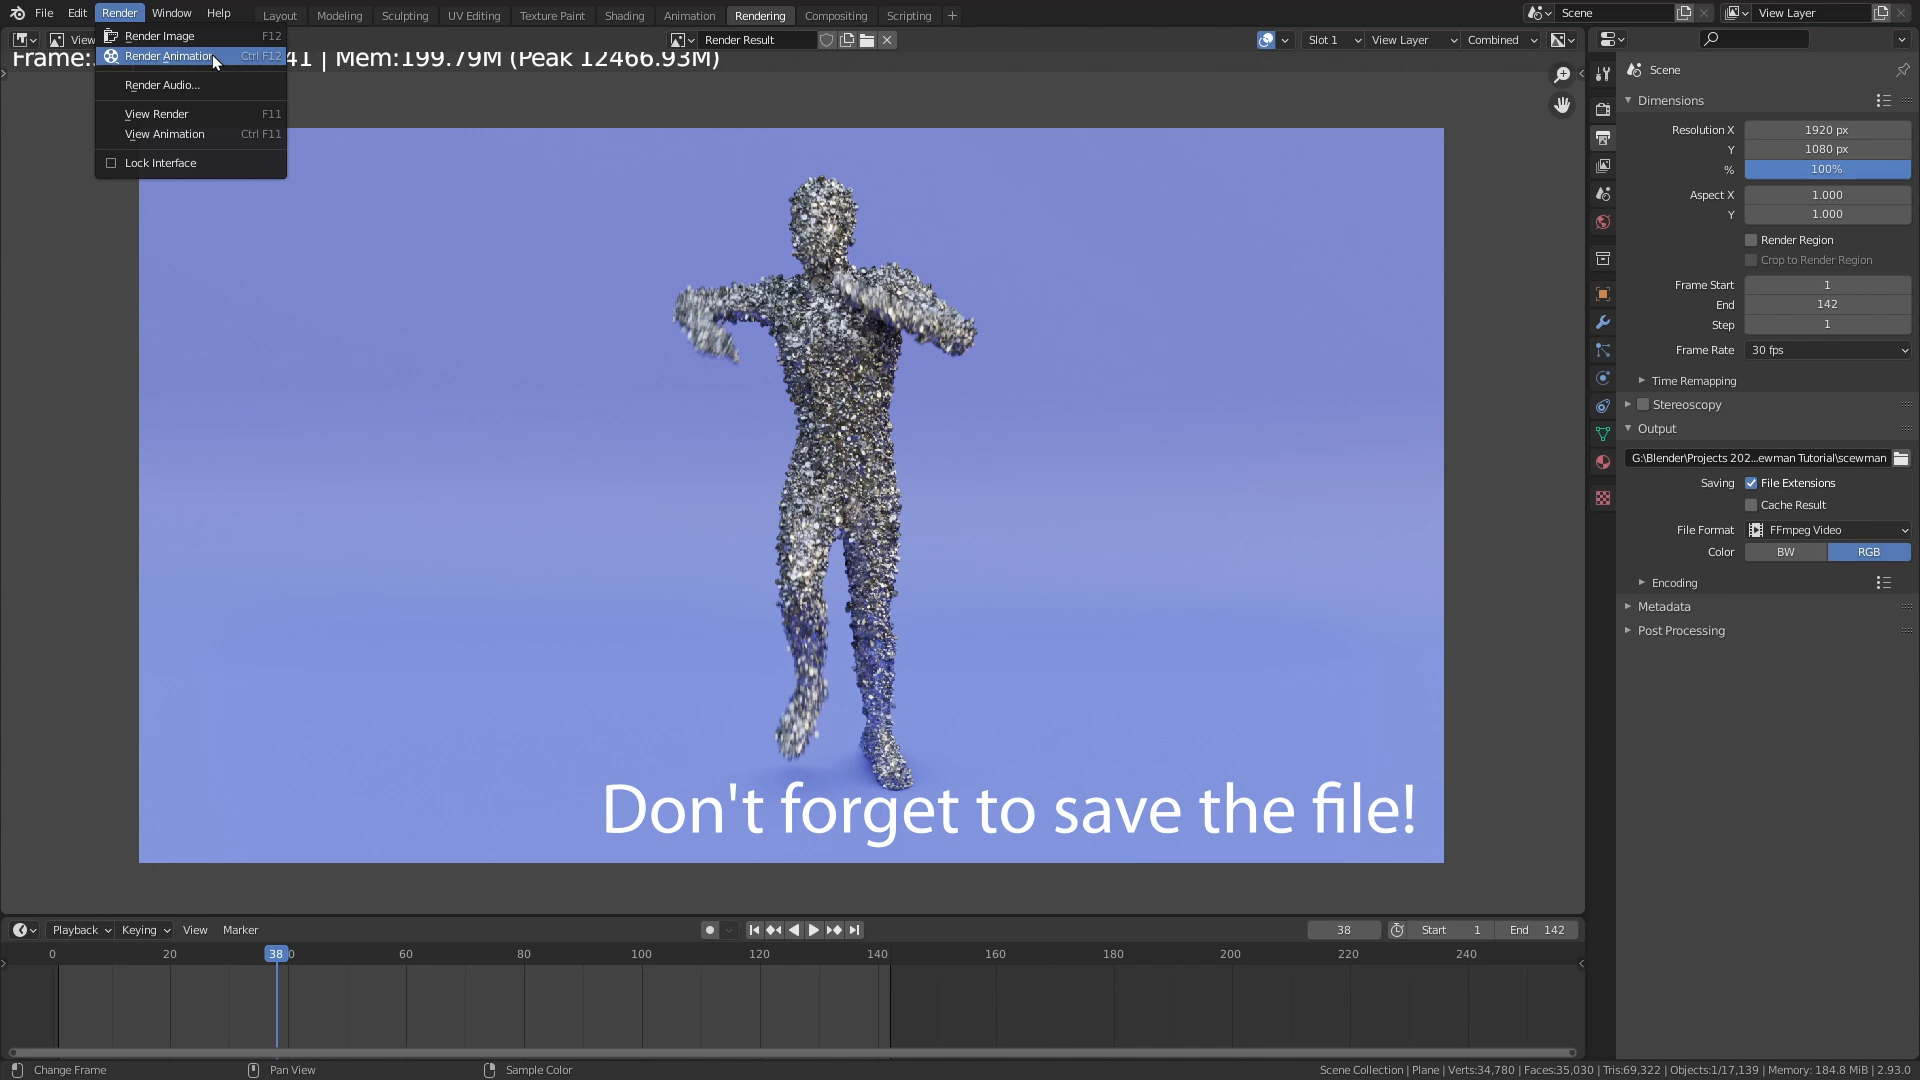 File Edit Render Window Help Layout Modeling Sculpting UV Editing Texture Paint Shading Animation Rendering Compositing Scripting + Scene View Layer
View Render Result Slot 1 View Layer Combined
Render Image F12
Render Animation Ctrl F12
Render Audio...
View Render F11
View Animation Ctrl F11
Lock Interface
Frame: 41 | Mem:199.79M (Peak 12466.93M)
Don't forget to save the file!
Scene
Dimensions
Resolution X 1920 px
Y 1080 px
% 100%
Aspect X 1.000
Y 1.000
Render Region
Crop to Render Region
Frame Start 1
End 142
Step 1
Frame Rate 30 fps
Time Remapping
Stereoscopy
Output
G:\Blender\Projects 202...ewman Tutorial\scewman
Saving File Extensions
Cache Result
File Format FFmpeg Video
Color BW RGB
Encoding
Metadata
Post Processing
Playback Keying View Marker 38 Start 1 End 142
0 20 38 0 60 80 100 120 140 160 180 200 220 240
Change Frame Pan View Sample Color Scene Collection | Plane | Verts:34,780 | Faces:35,030 | Tris:69,322 | Objects:1/17,139 | Memory: 184.8 MiB | 2.93.0